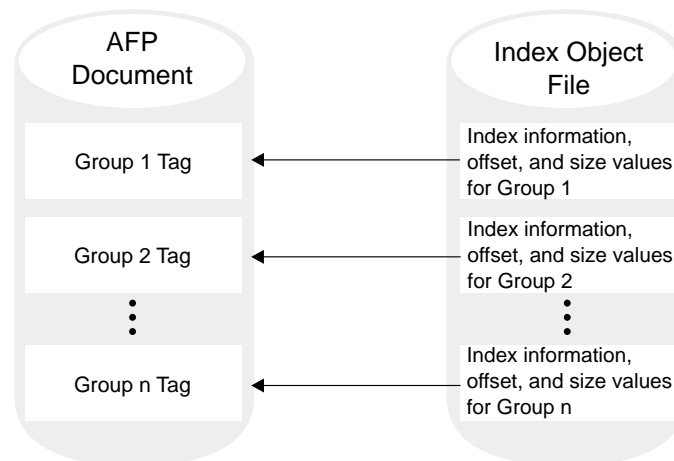 AFP
Document
Group 1 Tag
Group 2 Tag
Group n Tag
Index Object
File
Index information,
offset, and size values
for Group 1
Index information,
offset, and size values
for Group 2
Index information,
offset, and size values
for Group n